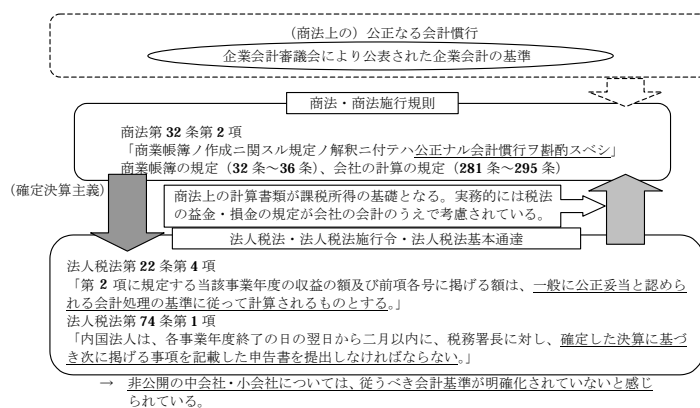 （商法上の）公正なる会計慣行
企業会計審議会により公表された企業会計の基準
商法・商法施行規則
商法第 32 条第 2 項
「商業帳簿ノ作成ニ関スル規定ノ解釈ニ付テハ公正ナル会計慣行ヲ斟酌スベシ」
商業帳簿の規定（32 条～36 条）、会社の計算の規定（281 条～295 条）
（確定決算主義）
商法上の計算書類が課税所得の基礎となる。実務的には税法
の益金・損金の規定が会社の会計のうえで考慮されている。
法人税法・法人税法施行令・法人税法基本通達
法人税法第 22 条第 4 項
「第 2 項に規定する当該事業年度の収益の額及び前項各号に掲げる額は、一般に公正妥当と認めら
れる会計処理の基準に従って計算されるものとする。」
法人税法第 74 条第 1 項
「内国法人は、各事業年度終了の日の翌日から二月以内に、税務署長に対し、確定した決算に基づ
き次に掲げる事項を記載した申告書を提出しなければならない。」
→ 非公開の中会社・小会社については、従うべき会計基準が明確化されていないと感じ
られている。